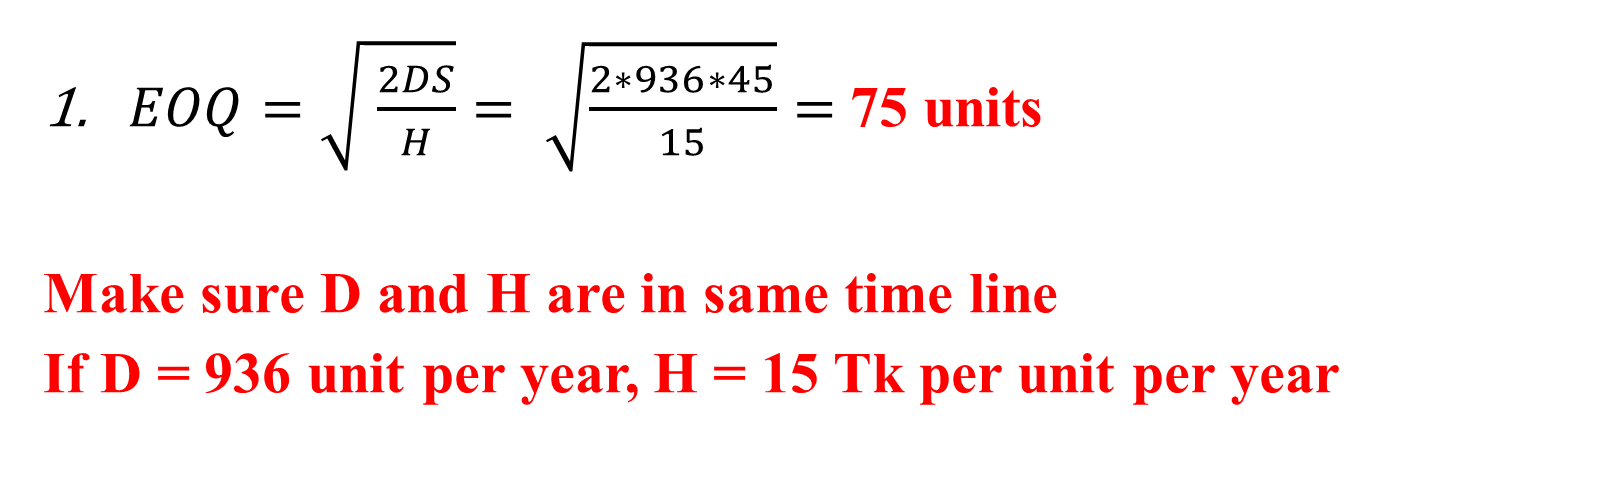 1. EOQ = √(2DS/H) = √(2*936*45/15) = 75 units
Make sure D and H are in same time line
If D = 936 unit per year, H = 15 Tk per unit per year